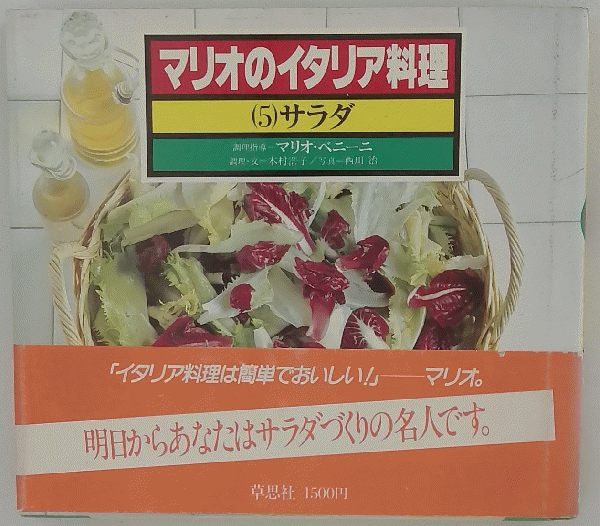 マリオのイタリア料理
(5)サラダ
調理指導=マリオ・ベニーニ
調理・文=木村浩子/写真=西川 治
「イタリア料理は簡単でおいしい!」——マリオ。
明日からあなたはサラダづくりの名人です。
草思社 1500円